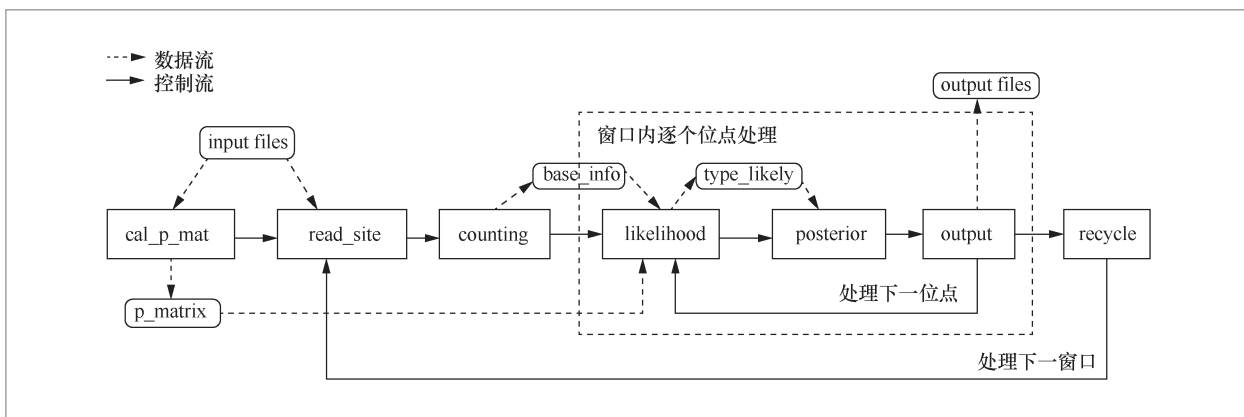 数据流
控制流
output files
窗口内逐个位点处理
input files
base_info
type_likely
cal_p_mat
read_site
counting
likelihood
posterior
output
recycle
处理下一位点
p_matrix
处理下一窗口